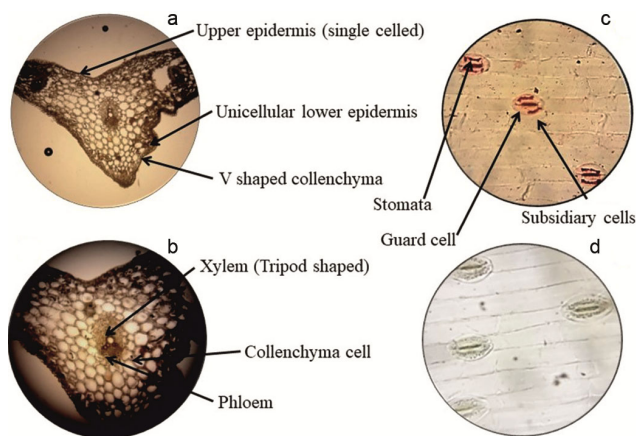 a
Upper epidermis (single celled)
Unicellular lower epidermis
V shaped collenchyma
b
Xylem (Tripod shaped)
Collenchyma cell
Phloem
c
Stomata
Subsidiary cells
Guard cell
d